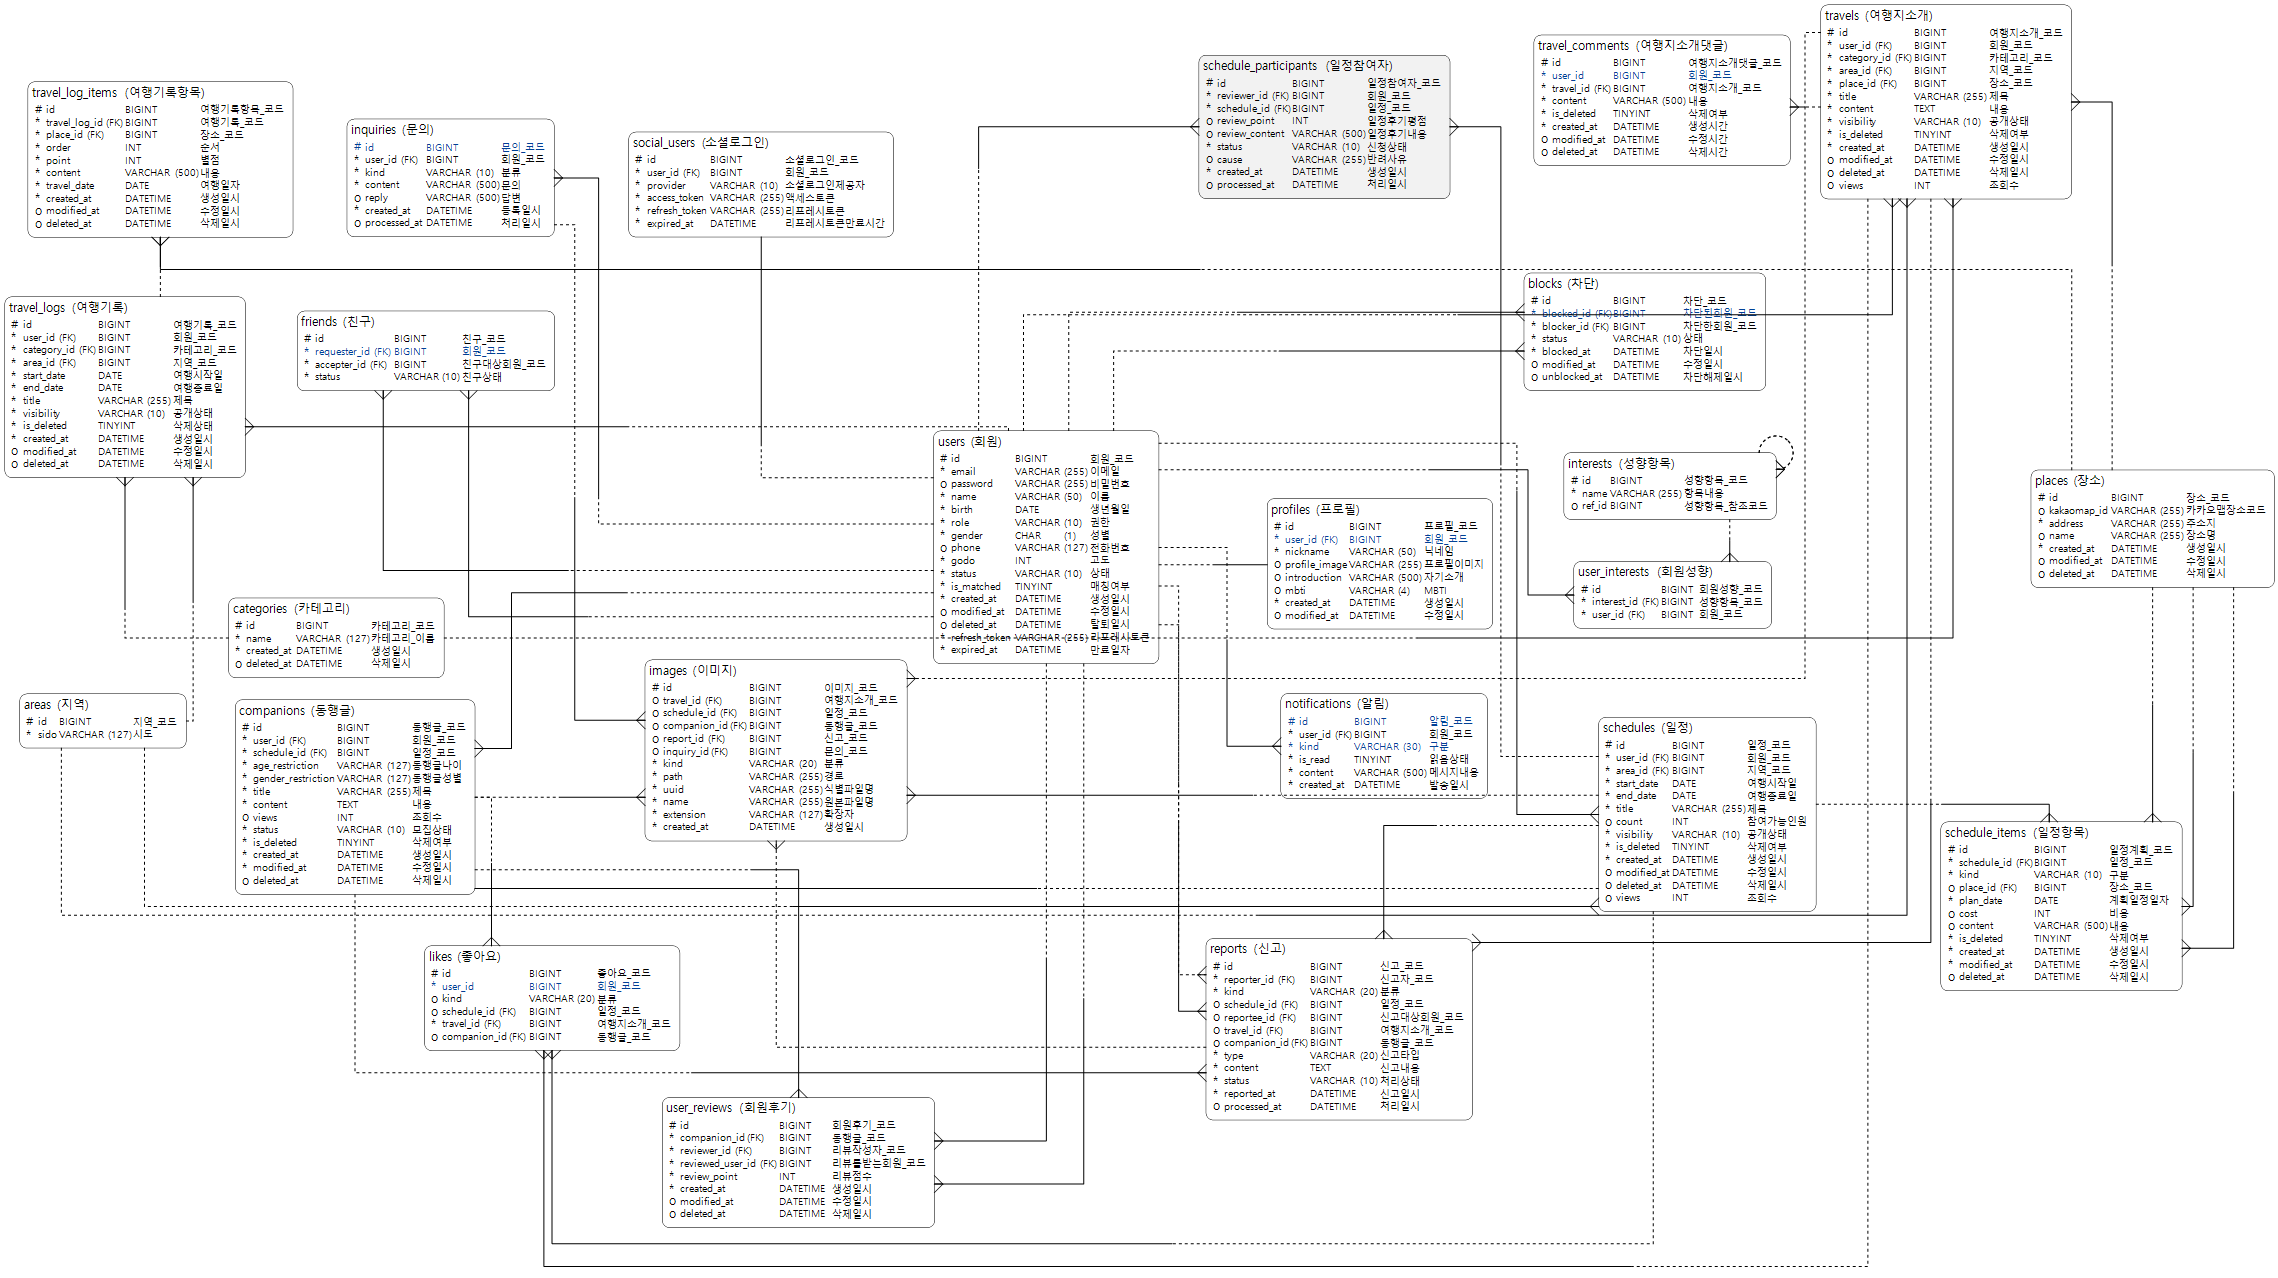 travel_log_items (여행기록항목)
# id BIGINT 여행기록항목_코드
* travel_log_id (FK) BIGINT 여행기록_코드
* place_id (FK) BIGINT 장소_코드
* order INT 순서
* point INT 별점
* content VARCHAR (500) 내용
* travel_date DATE 여행일자
* created_at DATETIME 생성일시
O modified_at DATETIME 수정일시
O deleted_at DATETIME 삭제일시
inquiries (문의)
# id BIGINT 문의_코드
* user_id (FK) BIGINT 회원_코드
* kind VARCHAR (10) 분류
* content VARCHAR (500) 문의
O reply VARCHAR (500) 답변
* created_at DATETIME 등록일시
O processed_at DATETIME 처리일시
social_users (소셜로그인)
# id BIGINT 소셜로그인_코드
* user_id (FK) BIGINT 회원_코드
* provider VARCHAR (10) 소셜로그인제공자
* access_token VARCHAR (255) 액세스토큰
* refresh_token VARCHAR (255) 리프레시토큰
* expired_at DATETIME 리프레시토큰만료시간
schedule_participants (일정참여자)
# id BIGINT 일정참여자_코드
* reviewer_id (FK) BIGINT 회원_코드
* schedule_id (FK) BIGINT 일정_코드
O review_point INT 일정후기평점
O review_content VARCHAR (500) 일정후기내용
* status VARCHAR (10) 신청상태
O cause VARCHAR (255) 반려사유
* created_at DATETIME 생성일시
O processed_at DATETIME 처리일시
travel_comments (여행지소개댓글)
# id BIGINT 여행지소개댓글_코드
* user_id BIGINT 회원_코드
* travel_id (FK) BIGINT 여행지소개_코드
* content VARCHAR (500) 내용
* is_deleted TINYINT 삭제여부
* created_at DATETIME 생성시간
O modified_at DATETIME 수정시간
O deleted_at DATETIME 삭제시간
travels (여행지소개)
# id BIGINT 여행지소개_코드
* user_id (FK) BIGINT 회원_코드
* category_id (FK) BIGINT 카테고리_코드
* area_id (FK) BIGINT 지역_코드
* place_id (FK) BIGINT 장소_코드
* title VARCHAR (255) 제목
* content TEXT 내용
* visibility VARCHAR (10) 공개상태
* is_deleted TINYINT 삭제여부
* created_at DATETIME 생성일시
O modified_at DATETIME 수정일시
O deleted_at DATETIME 삭제일시
O views INT 조회수
travel_logs (여행기록)
# id BIGINT 여행기록_코드
* user_id (FK) BIGINT 회원_코드
* category_id (FK) BIGINT 카테고리_코드
* area_id (FK) BIGINT 지역_코드
* start_date DATE 여행시작일
* end_date DATE 여행종료일
* title VARCHAR (255) 제목
* visibility VARCHAR (10) 공개상태
* is_deleted TINYINT 삭제상태
* created_at DATETIME 생성일시
O modified_at DATETIME 수정일시
O deleted_at DATETIME 삭제일시
friends (친구)
# id BIGINT 친구_코드
* requester_id (FK) BIGINT 회원_코드
* accepter_id (FK) BIGINT 친구대상회원_코드
* status VARCHAR (10) 친구상태
blocks (차단)
# id BIGINT 차단_코드
* blocked_id (FK) BIGINT 차단된회원_코드
* blocker_id (FK) BIGINT 차단한회원_코드
* status VARCHAR (10) 상태
* blocked_at DATETIME 차단일시
O modified_at DATETIME 수정일시
O unblocked_at DATETIME 차단해제일시
users (회원)
# id BIGINT 회원_코드
* email VARCHAR (255) 이메일
O password VARCHAR (255) 비밀번호
* name VARCHAR (50) 이름
* birth DATE 생년월일
* role VARCHAR (10) 권한
* gender CHAR (1) 성별
O phone VARCHAR (127) 전화번호
* godo INT 고도
* status VARCHAR (10) 상태
* is_matched TINYINT 매칭여부
* created_at DATETIME 생성일시
O modified_at DATETIME 수정일시
O deleted_at DATETIME 탈퇴일시
* refresh_token VARCHAR (255) 리프레시토큰
* expired_at DATETIME 만료일자
interests (성향항목)
# id BIGINT 성향항목_코드
* name VARCHAR (255) 항목내용
O ref_id BIGINT 성향항목_참조코드
places (장소)
# id BIGINT 장소_코드
O kakaomap_id VARCHAR (255) 카카오맵장소코드
* address VARCHAR (255) 주소지
O name VARCHAR (255) 장소명
* created_at DATETIME 생성일시
O modified_at DATETIME 수정일시
O deleted_at DATETIME 삭제일시
profiles (프로필)
# id BIGINT 프로필_코드
* user_id (FK) BIGINT 회원_코드
* nickname VARCHAR (50) 닉네임
O profile_image VARCHAR (255) 프로필이미지
O introduction VARCHAR (500) 자기소개
O mbti VARCHAR (4) MBTI
* created_at DATETIME 생성일시
O modified_at DATETIME 수정일시
user_interests (회원성향)
# id BIGINT 회원성향_코드
* interest_id (FK) BIGINT 성향항목_코드
* user_id (FK) BIGINT 회원_코드
categories (카테고리)
# id BIGINT 카테고리_코드
* name VARCHAR (127) 카테고리_이름
* created_at DATETIME 생성일시
O deleted_at DATETIME 삭제일시
areas (지역)
# id BIGINT 지역_코드
* sido VARCHAR (127) 시도
companions (동행글)
# id BIGINT 동행글_코드
* user_id (FK) BIGINT 회원_코드
* schedule_id (FK) BIGINT 일정_코드
* age_restriction VARCHAR (127) 동행글나이
* gender_restriction VARCHAR (127) 동행글성별
* title VARCHAR (255) 제목
* content TEXT 내용
O views INT 조회수
* status VARCHAR (10) 모집상태
* is_deleted TINYINT 삭제여부
* created_at DATETIME 생성일시
* modified_at DATETIME 수정일시
O deleted_at DATETIME 삭제일시
images (이미지)
# id BIGINT 이미지_코드
O travel_id (FK) BIGINT 여행지소개_코드
O schedule_id (FK) BIGINT 일정_코드
O companion_id (FK) BIGINT 동행글_코드
O report_id (FK) BIGINT 신고_코드
O inquiry_id (FK) BIGINT 문의_코드
* kind VARCHAR (20) 분류
* path VARCHAR (255) 경로
* uuid VARCHAR (255) 식별파일명
* name VARCHAR (255) 원본파일명
* extension VARCHAR (127) 확장자
* created_at DATETIME 생성일시
notifications (알림)
# id BIGINT 알림_코드
* user_id (FK) BIGINT 회원_코드
* kind VARCHAR (30) 구분
* is_read TINYINT 읽음상태
* content VARCHAR (500) 메시지내용
* created_at DATETIME 발송일시
schedules (일정)
# id BIGINT 일정_코드
* user_id (FK) BIGINT 회원_코드
* area_id (FK) BIGINT 지역_코드
* start_date DATE 여행시작일
* end_date DATE 여행종료일
* title VARCHAR (255) 제목
O count INT 참여가능인원
* visibility VARCHAR (10) 공개상태
* is_deleted TINYINT 삭제여부
* created_at DATETIME 생성일시
O modified_at DATETIME 수정일시
O deleted_at DATETIME 삭제일시
O views INT 조회수
schedule_items (일정항목)
# id BIGINT 일정계획_코드
* schedule_id (FK) BIGINT 일정_코드
* kind VARCHAR (10) 구분
O place_id (FK) BIGINT 장소_코드
* plan_date DATE 계획일정일자
O cost INT 비용
O content VARCHAR (500) 내용
* is_deleted TINYINT 삭제여부
* created_at DATETIME 생성일시
* modified_at DATETIME 수정일시
O deleted_at DATETIME 삭제일시
likes (좋아요)
# id BIGINT 좋아요_코드
* user_id BIGINT 회원_코드
O kind VARCHAR (20) 분류
O schedule_id (FK) BIGINT 일정_코드
* travel_id (FK) BIGINT 여행지소개_코드
O companion_id (FK) BIGINT 동행글_코드
reports (신고)
# id BIGINT 신고_코드
* reporter_id (FK) BIGINT 신고자_코드
* kind VARCHAR (20) 분류
O schedule_id (FK) BIGINT 일정_코드
O reportee_id (FK) BIGINT 신고대상회원_코드
O travel_id (FK) BIGINT 여행지소개_코드
O companion_id (FK) BIGINT 동행글_코드
* type VARCHAR (20) 신고타입
* content TEXT 신고내용
* status VARCHAR (10) 처리상태
* reported_at DATETIME 신고일시
O processed_at DATETIME 처리일시
user_reviews (회원후기)
# id BIGINT 회원후기_코드
* companion_id (FK) BIGINT 동행글_코드
* reviewer_id (FK) BIGINT 리뷰작성자_코드
* reviewed_user_id (FK) BIGINT 리뷰를받는회원_코드
* review_point INT 리뷰점수
* created_at DATETIME 생성일시
O modified_at DATETIME 수정일시
O deleted_at DATETIME 삭제일시